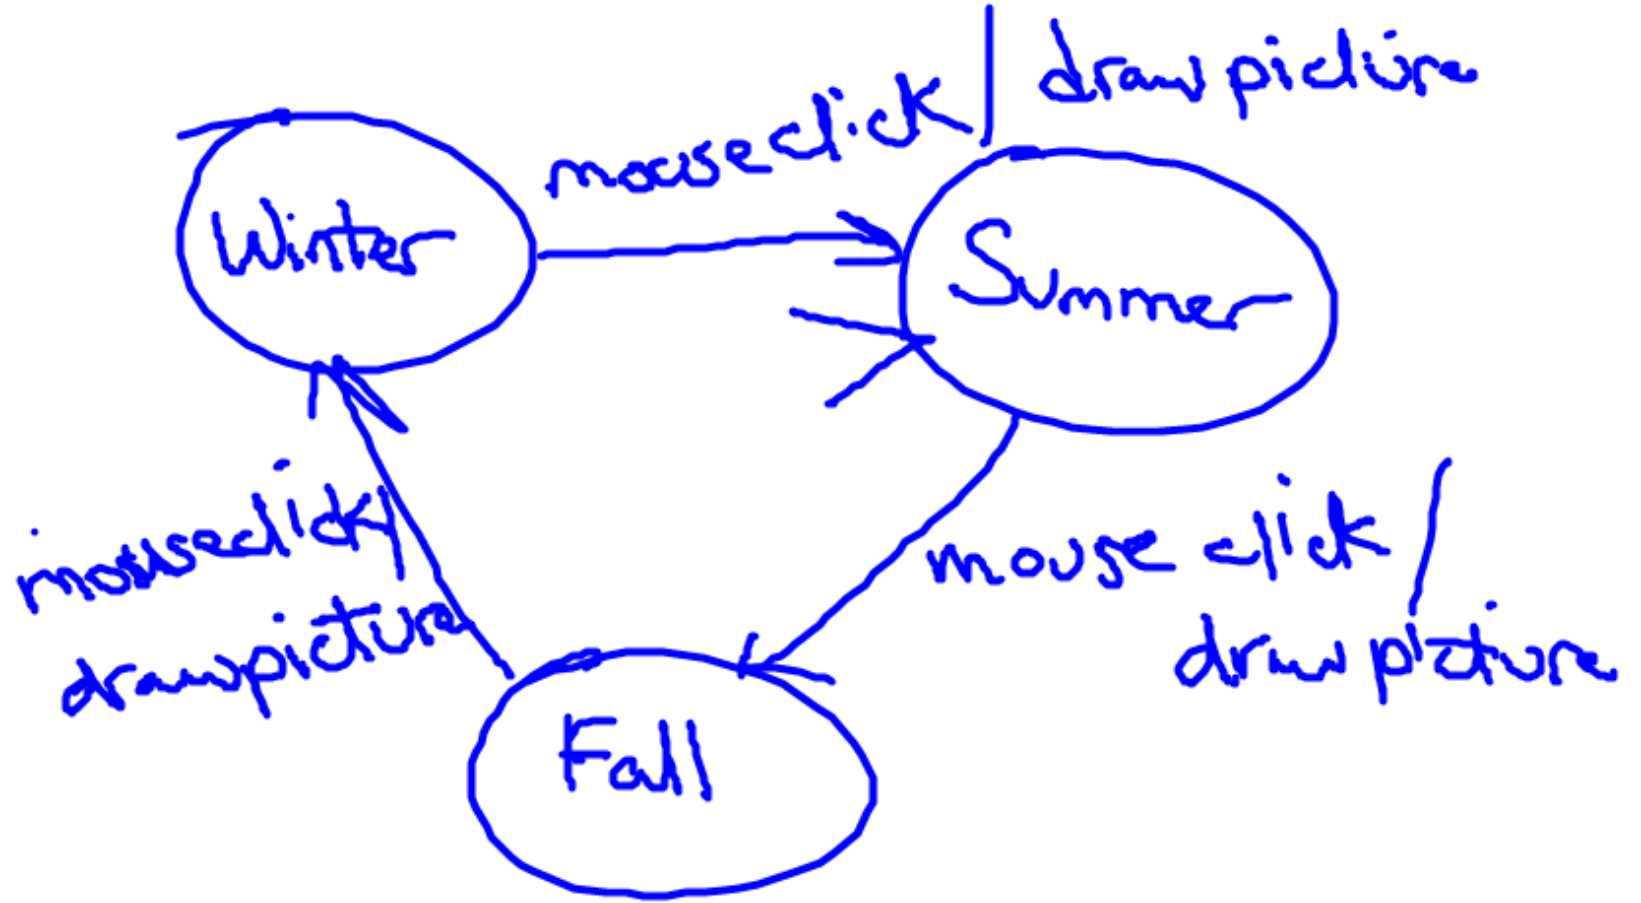 mouseclick / draw picture
Winter
Summer
mouse click /
draw picture
mouseclick/
drawpicture
Fall